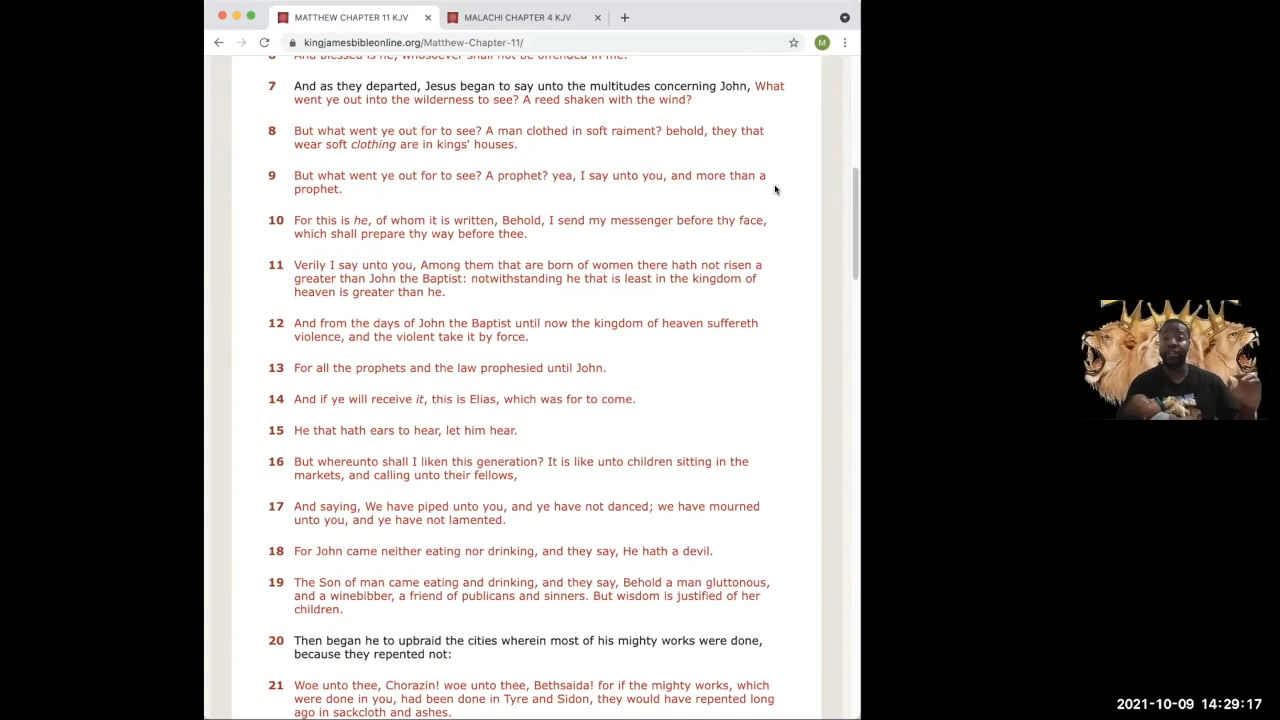 MATTHEW CHAPTER 11 KJV
MALACHI CHAPTER 4 KJV
kingjamesbibleonline.org/Matthew-Chapter-11/
M
6 And blessed is he, whosoever shall not be offended in me.
7 And as they departed, Jesus began to say unto the multitudes concerning John, What
went ye out into the wilderness to see? A reed shaken with the wind?
8 But what went ye out for to see? A man clothed in soft raiment? behold, they that
wear soft clothing are in kings' houses.
9 But what went ye out for to see? A prophet? yea, I say unto you, and more than a
prophet.
10 For this is he, of whom it is written, Behold, I send my messenger before thy face,
which shall prepare thy way before thee.
11 Verily I say unto you, Among them that are born of women there hath not risen a
greater than John the Baptist: notwithstanding he that is least in the kingdom of
heaven is greater than he.
12 And from the days of John the Baptist until now the kingdom of heaven suffereth
violence, and the violent take it by force.
13 For all the prophets and the law prophesied until John.
14 And if ye will receive it, this is Elias, which was for to come.
15 He that hath ears to hear, let him hear.
16 But whereunto shall I liken this generation? It is like unto children sitting in the
markets, and calling unto their fellows,
17 And saying, We have piped unto you, and ye have not danced; we have mourned
unto you, and ye have not lamented.
18 For John came neither eating nor drinking, and they say, He hath a devil.
19 The Son of man came eating and drinking, and they say, Behold a man gluttonous,
and a winebibber, a friend of publicans and sinners. But wisdom is justified of her
children.
20 Then began he to upbraid the cities wherein most of his mighty works were done,
because they repented not:
21 Woe unto thee, Chorazin! woe unto thee, Bethsaida! for if the mighty works, which
were done in you, had been done in Tyre and Sidon, they would have repented long
ago in sackcloth and ashes.
2021-10-09 14:29:17